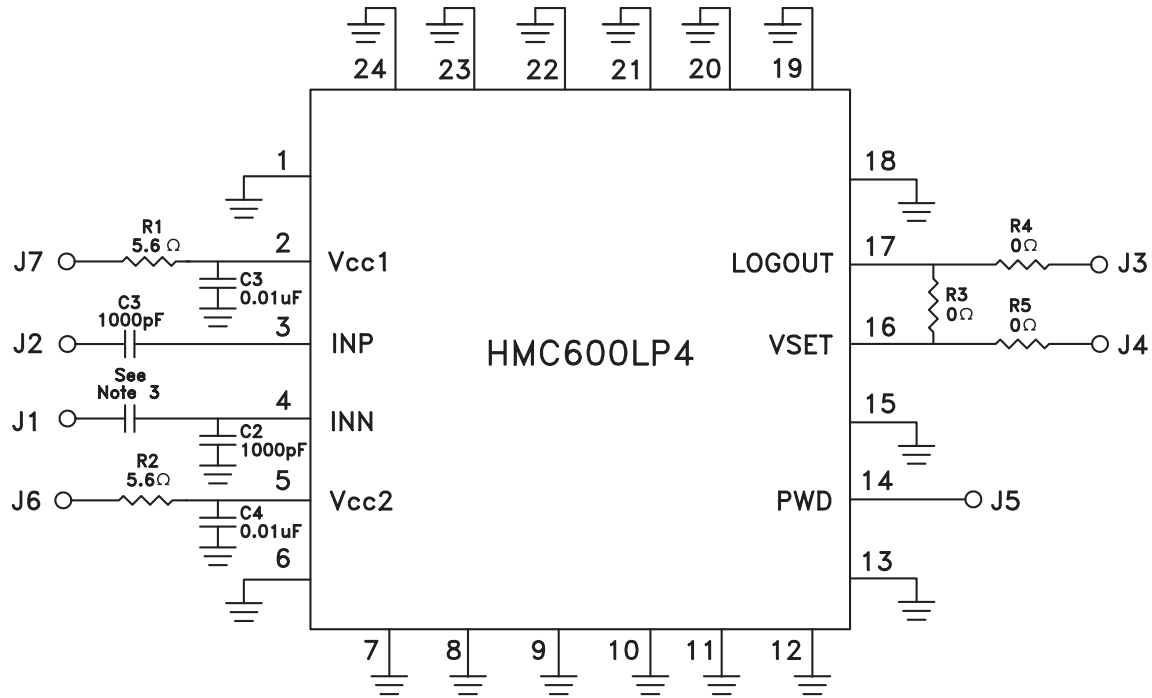 24 23 22 21 20 19
1
18
R1
5.6 Ω
R4
0Ω
J7
2
Vcc1
LOGOUT
17
J3
C3
0.01uF
R3
0Ω
C3
1000pF
R5
0Ω
J2
3
INP
HMC600LP4
VSET
16
J4
See
Note 3
J1
4
INN
15
C2
1000pF
R2
5.6Ω
J6
5
Vcc2
PWD
14
J5
C4
0.01uF
6
13
7 8 9 10 11 12